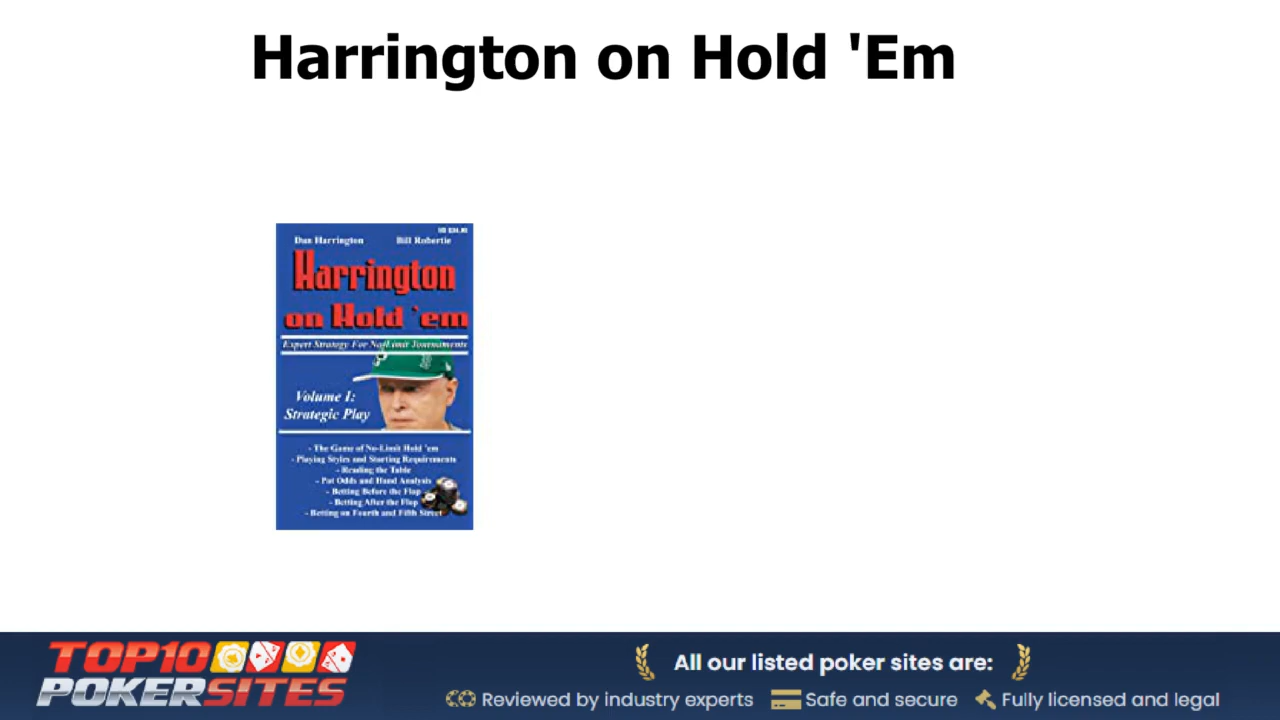 Harrington on Hold 'Em
US $34.95
Dan Harrington Bill Robertie
Harrington
on Hold 'em
Expert Strategy For No-Limit Tournaments
Volume I:
Strategic Play
- The Game of No-Limit Hold 'em
- Playing Styles and Starting Requirements
- Reading the Table
- Pot Odds and Hand Analysis
- Betting Before the Flop
- Betting After the Flop
- Betting on Fourth and Fifth Street
TOP10
POKERSITES
All our listed poker sites are:
Reviewed by industry experts Safe and secure Fully licensed and legal